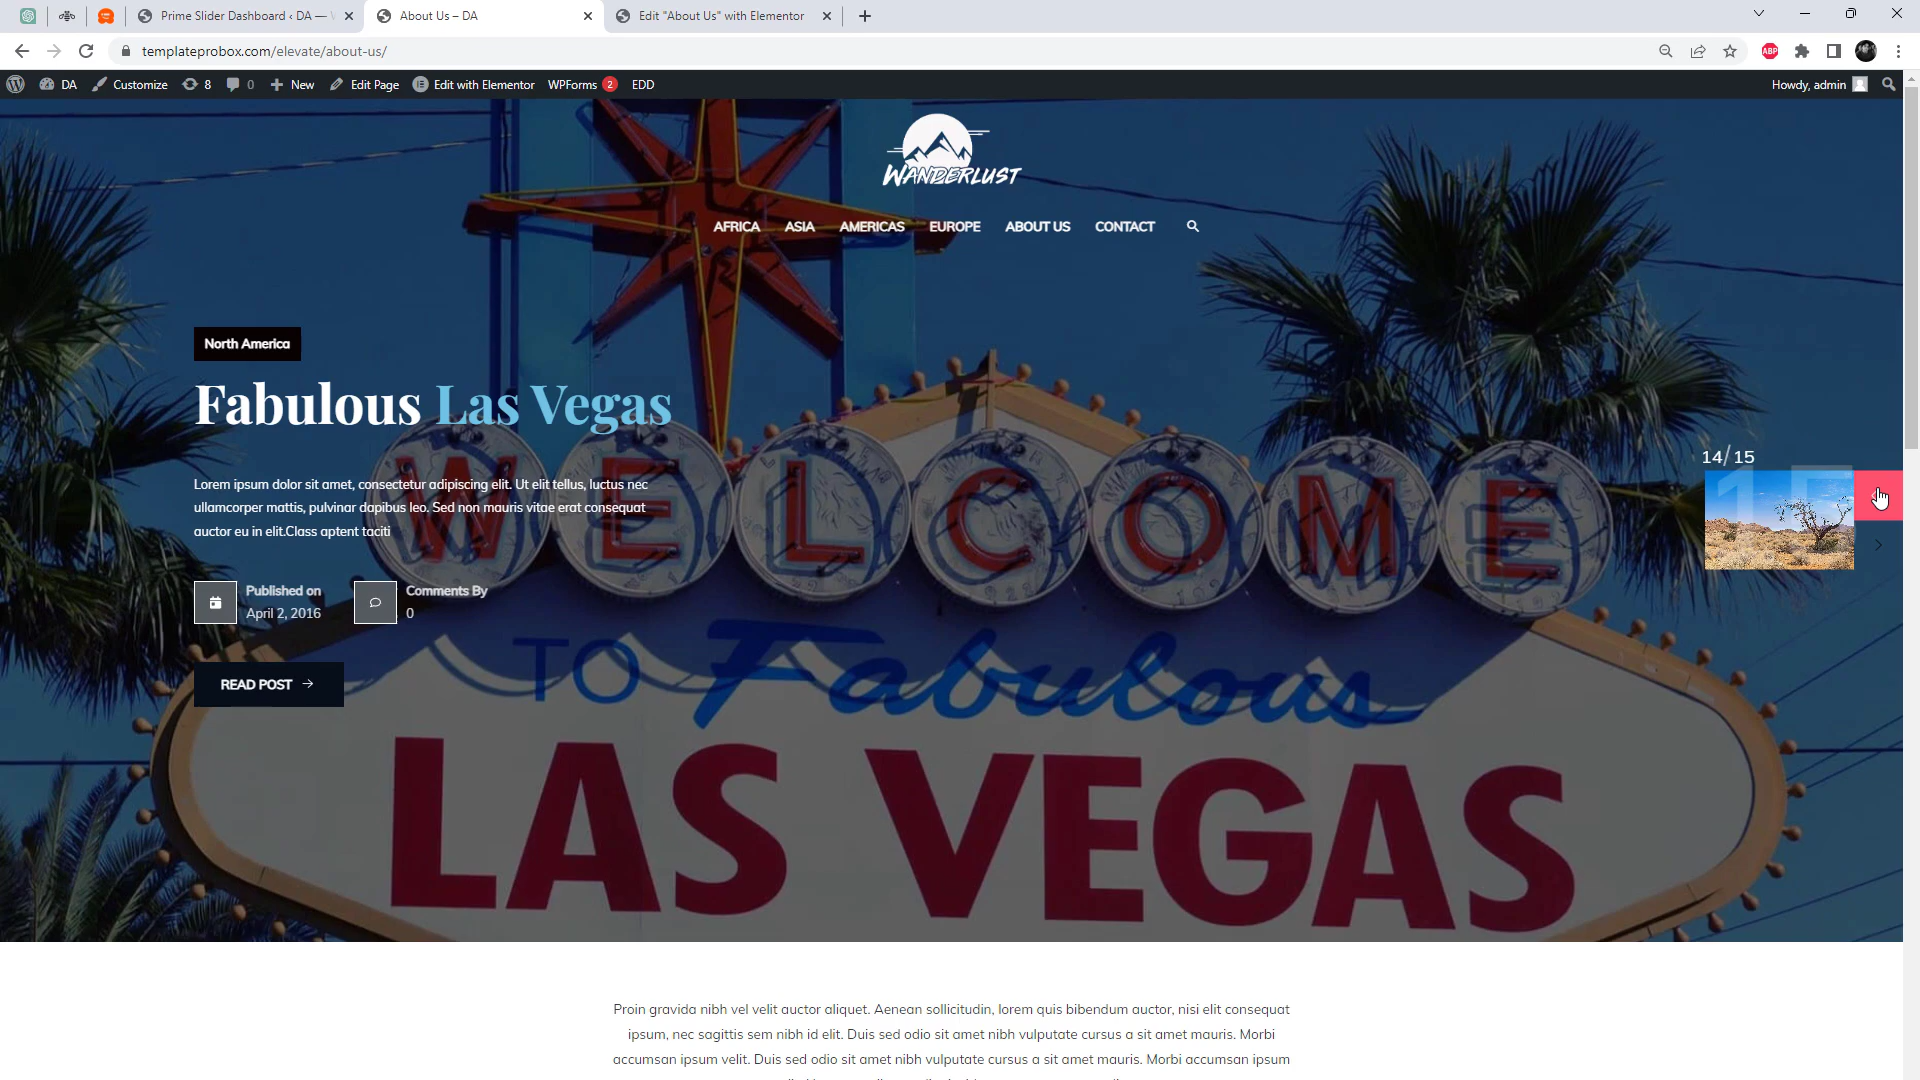 Prime Slider Dashboard ‹ DA —
About Us – DA
Edit "About Us" with Elementor
templateprobox.com/elevate/about-us/
ABP
DA
Customize
8
0
New
Edit Page
Edit with Elementor
WPForms
2
EDD
Howdy, admin
WANDERLUST
AFRICA
ASIA
AMERICAS
EUROPE
ABOUT US
CONTACT
North America
Fabulous Las Vegas
Lorem ipsum dolor sit amet, consectetur adipiscing elit. Ut elit tellus, luctus nec
ullamcorper mattis, pulvinar dapibus leo. Sed non mauris vitae erat consequat
auctor eu in elit.Class aptent taciti
Published on
April 2, 2016
Comments By
0
READ POST
14/15
WELCOME
TO Fabulous
LAS VEGAS
Proin gravida nibh vel velit auctor aliquet. Aenean sollicitudin, lorem quis bibendum auctor, nisi elit consequat
ipsum, nec sagittis sem nibh id elit. Duis sed odio sit amet nibh vulputate cursus a sit amet mauris. Morbi
accumsan ipsum velit. Duis sed odio sit amet nibh vulputate cursus a sit amet mauris. Morbi accumsan ipsum